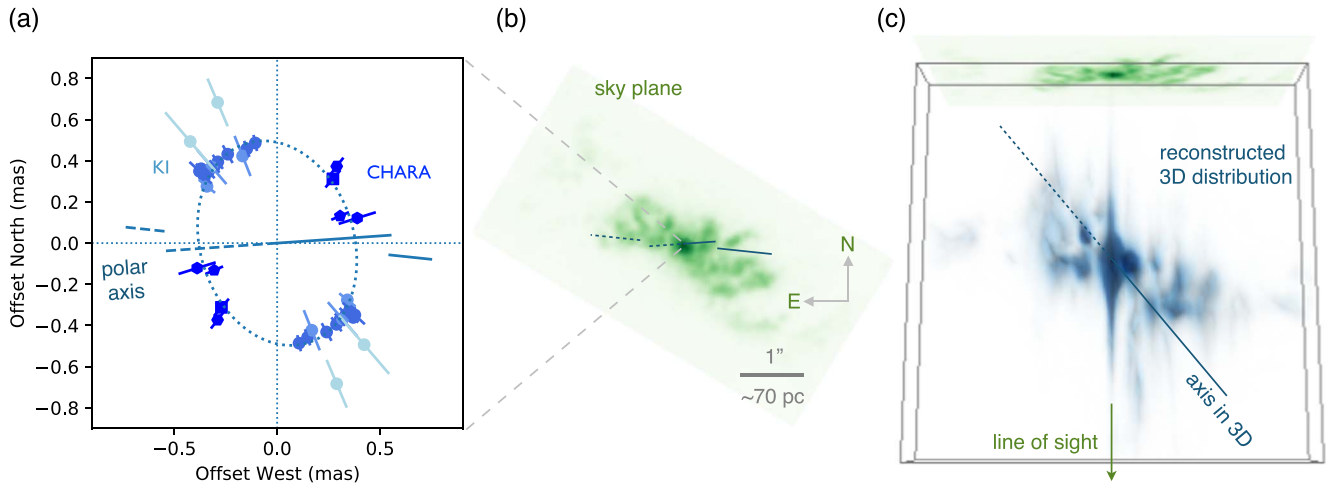 (a)
(b)
(c)
0.8
0.6
0.4
0.2
0.0
−0.2
−0.4
−0.6
−0.8
−0.5
0.0
0.5
Offset North (mas)
Offset West (mas)
KI
CHARA
polar
axis
sky plane
N
E
1”
~70 pc
reconstructed
3D distribution
axis in 3D
line of sight